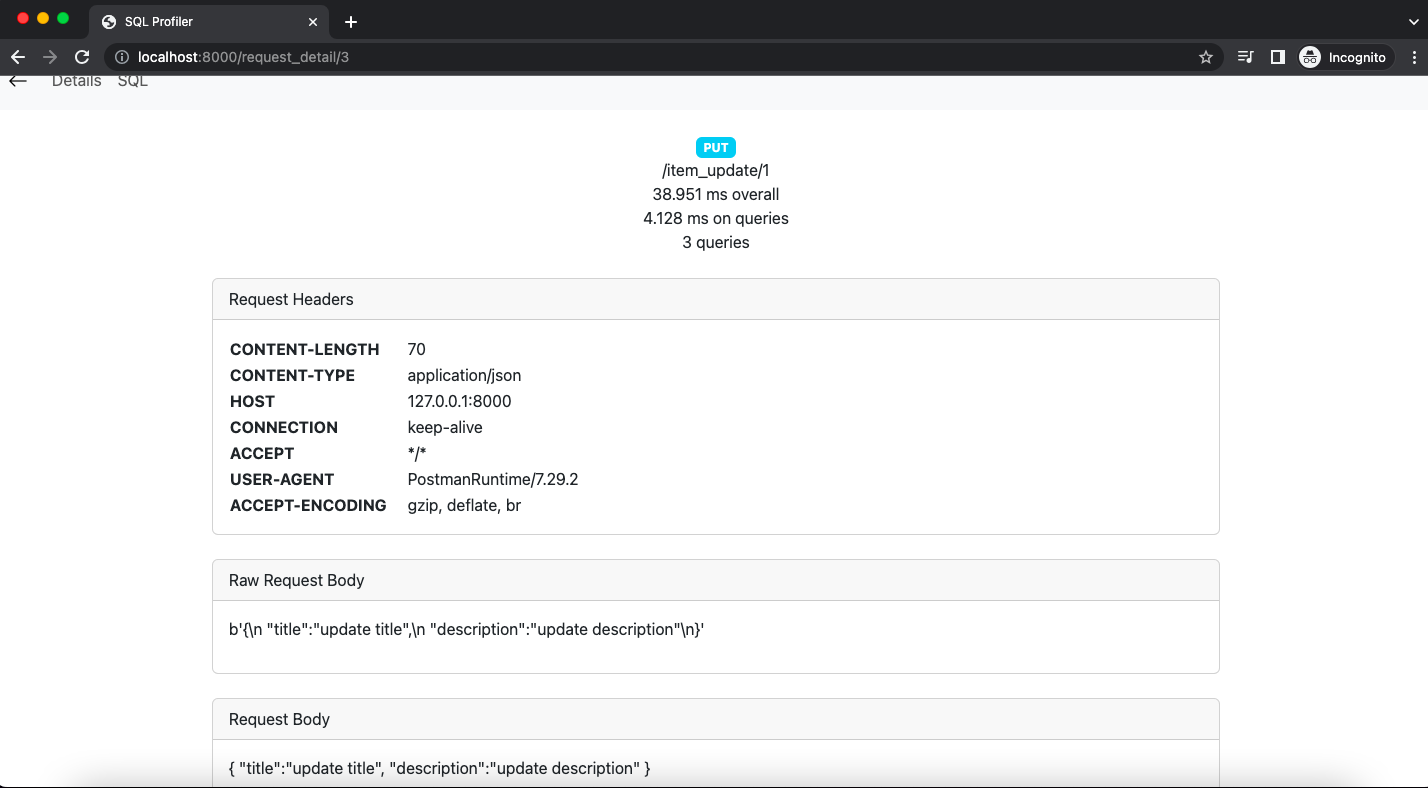 SQL Profiler
localhost:8000/request_detail/3
Incognito
Details SQL
PUT
/item_update/1
38.951 ms overall
4.128 ms on queries
3 queries
Request Headers
CONTENT-LENGTH 70
CONTENT-TYPE application/json
HOST 127.0.0.1:8000
CONNECTION keep-alive
ACCEPT */*
USER-AGENT PostmanRuntime/7.29.2
ACCEPT-ENCODING gzip, deflate, br
Raw Request Body
b'{\n "title":"update title",\n "description":"update description"\n}'
Request Body
{ "title":"update title", "description":"update description" }